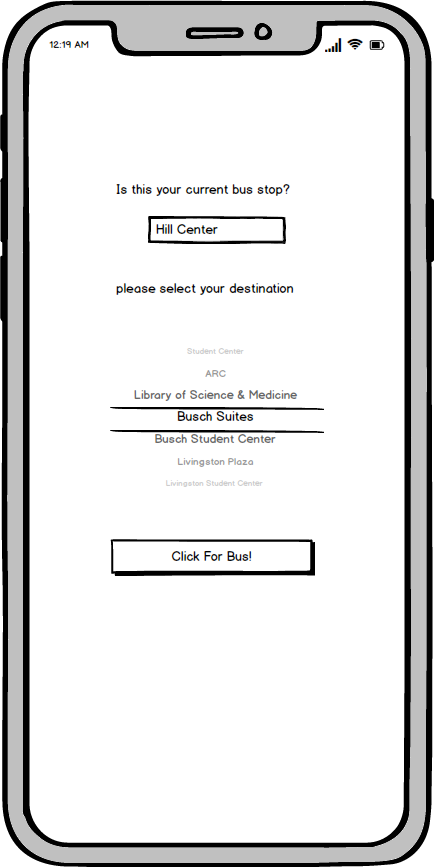 12:19 AM
Is this your current bus stop?
Hill Center
please select your destination
Student Center
ARC
Library of Science & Medicine
Busch Suites
Busch Student Center
Livingston Plaza
Livingston Student Center
Click For Bus!